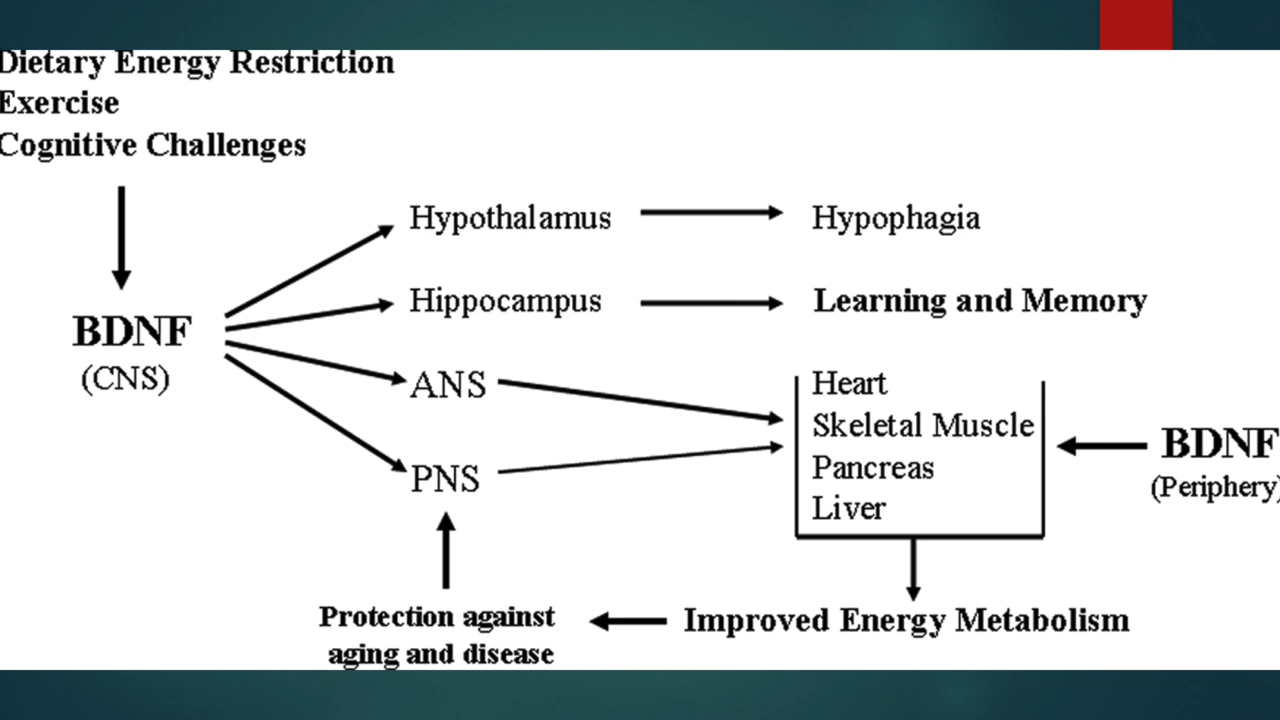 Dietary Energy Restriction
Exercise
Cognitive Challenges
Hypothalamus
Hypophagia
Hippocampus
Learning and Memory
BDNF
(CNS)
ANS
PNS
Heart
Skeletal Muscle
Pancreas
Liver
BDNF
(Periphery)
Improved Energy Metabolism
Protection against
aging and disease